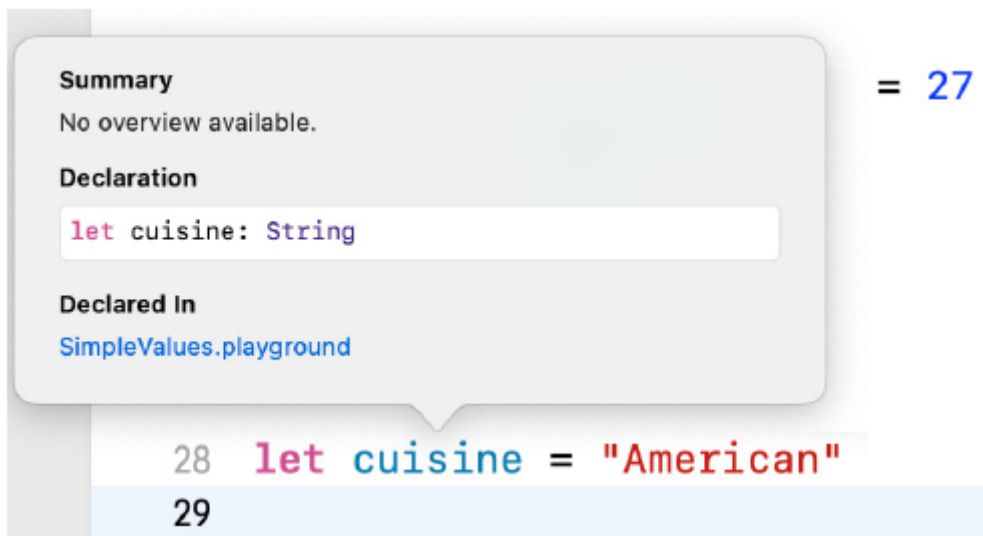 Summary
= 27
No overview available.
Declaration
let cuisine: String
Declared In
SimpleValues.playground
28 let cuisine = "American"
29